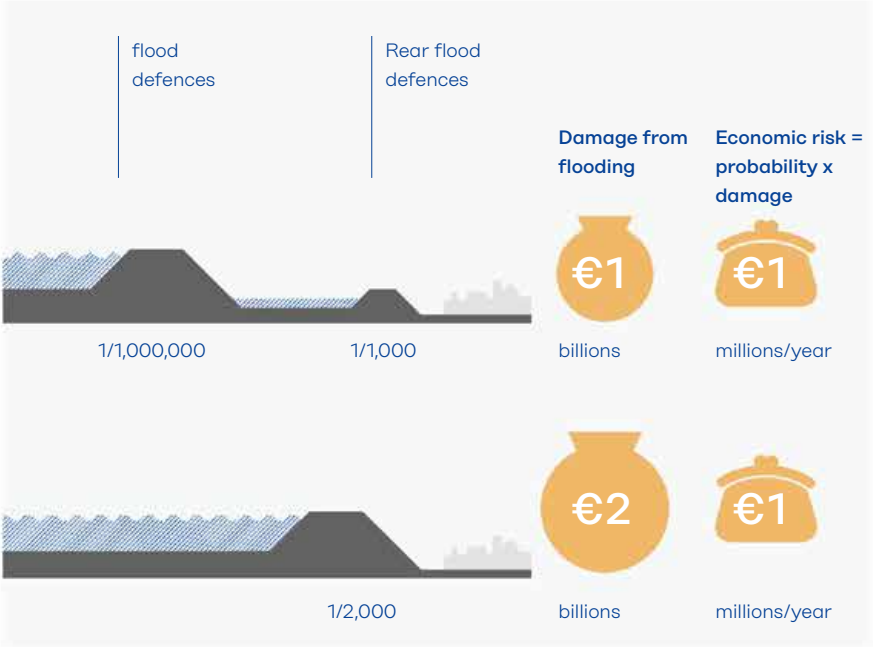 flood
defences
Rear flood
defences
Damage from
flooding
Economic risk =
probability x
damage
€1
€1
1/1,000,000
1/1,000
billions
millions/year
€2
€1
1/2,000
billions
millions/year